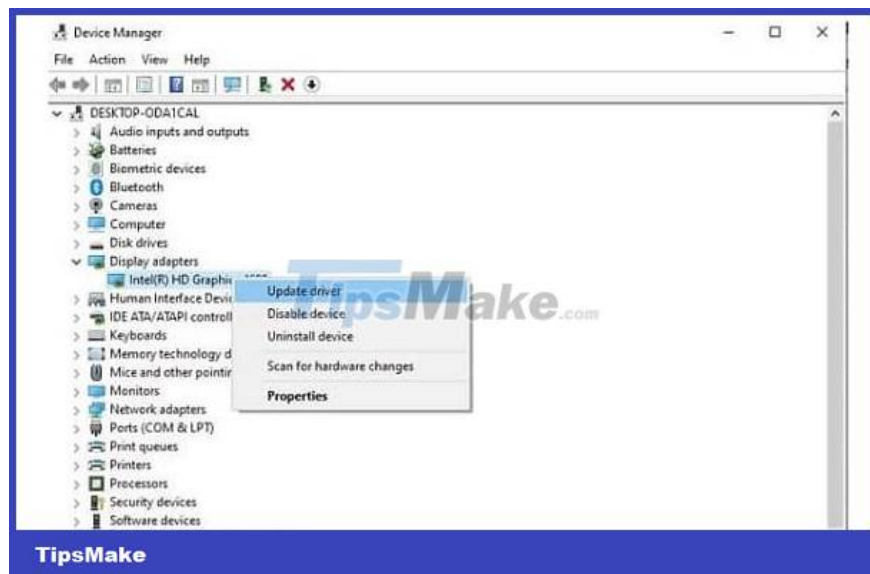 Device Manager
File Action View Help
DESKTOP-ODA1CAL
Audio inputs and outputs
Batteries
Biometric devices
Bluetooth
Cameras
Computer
Disk drives
Display adapters
Intel(R) HD Graphic
Update driver
Human Interface Devic
Disable device
IDE ATA/ATAPI controll
Uninstall device
Keyboards
Memory technology d
Scan for hardware changes
Mice and other pointin
Monitors
Properties
Network adapters
Ports (COM & LPT)
Print queues
Printers
Processors
Security devices
Software devices
TipsMake.com
TipsMake